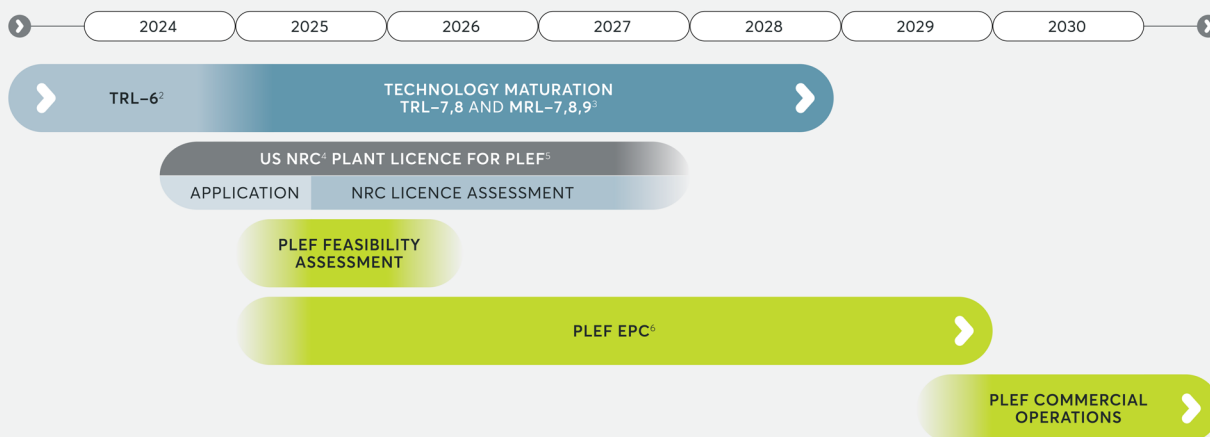 2024 2025 2026 2027 2028 2029 2030
TRL–6²
TECHNOLOGY MATURATION
TRL–7,8 AND MRL–7,8,9³
US NRC⁴ PLANT LICENCE FOR PLEF⁵
APPLICATION NRC LICENCE ASSESSMENT
PLEF FEASIBILITY
ASSESSMENT
PLEF EPC⁶
PLEF COMMERCIAL
OPERATIONS